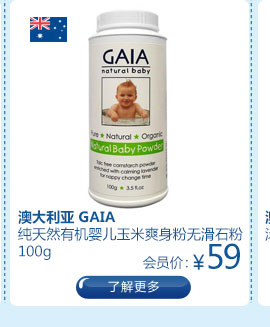 GAIA
natural baby
Pure ★ Natural ★ Organic
Natural Baby Powder
Talc free cornstarch powder
enriched with calming lavender
for nappy change time
100g • 3.5 oz
澳大利亚 GAIA
纯天然有机婴儿玉米爽身粉无滑石粉
100g
会员价:¥59
了解更多